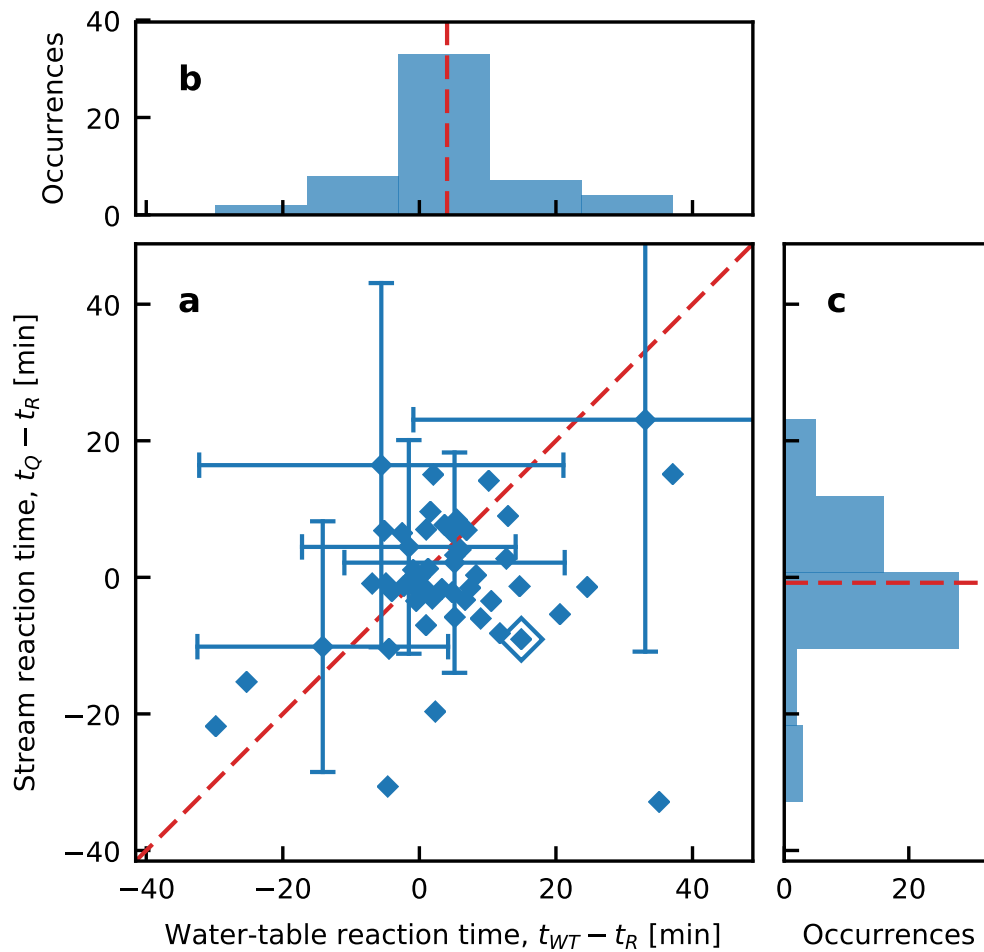 40
20
0
Occurrences
b
a
c
40
20
0
−20
−40
Stream reaction time, t_Q − t_R [min]
−40 −20 0 20 40
0 20
Water-table reaction time, t_WT − t_R [min]
Occurrences